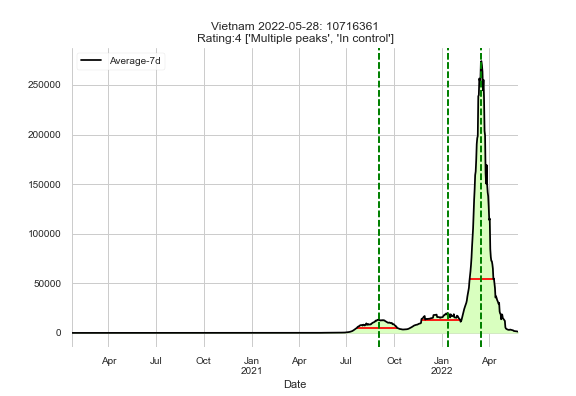 Vietnam 2022-05-28: 10716361
Rating:4 ['Multiple peaks', 'In control']
Average-7d
250000
200000
150000
100000
50000
0
Apr Jul Oct Jan Apr Jul Oct Jan Apr
2021 2022
Date